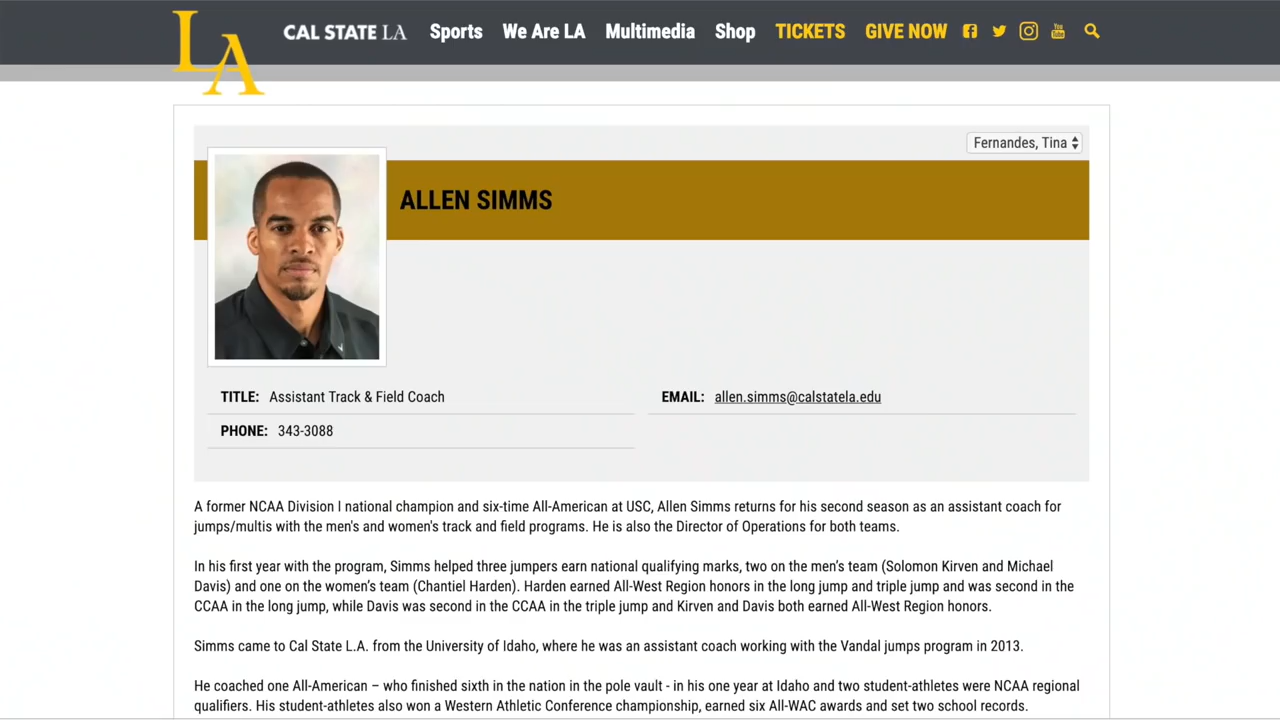 LA
CAL STATE LA Sports We Are LA Multimedia Shop TICKETS GIVE NOW You Tube
Fernandes, Tina
ALLEN SIMMS
TITLE: Assistant Track & Field Coach EMAIL: allen.simms@calstatela.edu
PHONE: 343-3088
A former NCAA Division I national champion and six-time All-American at USC, Allen Simms returns for his second season as an assistant coach for
jumps/multis with the men's and women's track and field programs. He is also the Director of Operations for both teams.
In his first year with the program, Simms helped three jumpers earn national qualifying marks, two on the men’s team (Solomon Kirven and Michael
Davis) and one on the women’s team (Chantiel Harden). Harden earned All-West Region honors in the long jump and triple jump and was second in the
CCAA in the long jump, while Davis was second in the CCAA in the triple jump and Kirven and Davis both earned All-West Region honors.
Simms came to Cal State L.A. from the University of Idaho, where he was an assistant coach working with the Vandal jumps program in 2013.
He coached one All-American – who finished sixth in the nation in the pole vault - in his one year at Idaho and two student-athletes were NCAA regional
qualifiers. His student-athletes also won a Western Athletic Conference championship, earned six All-WAC awards and set two school records.